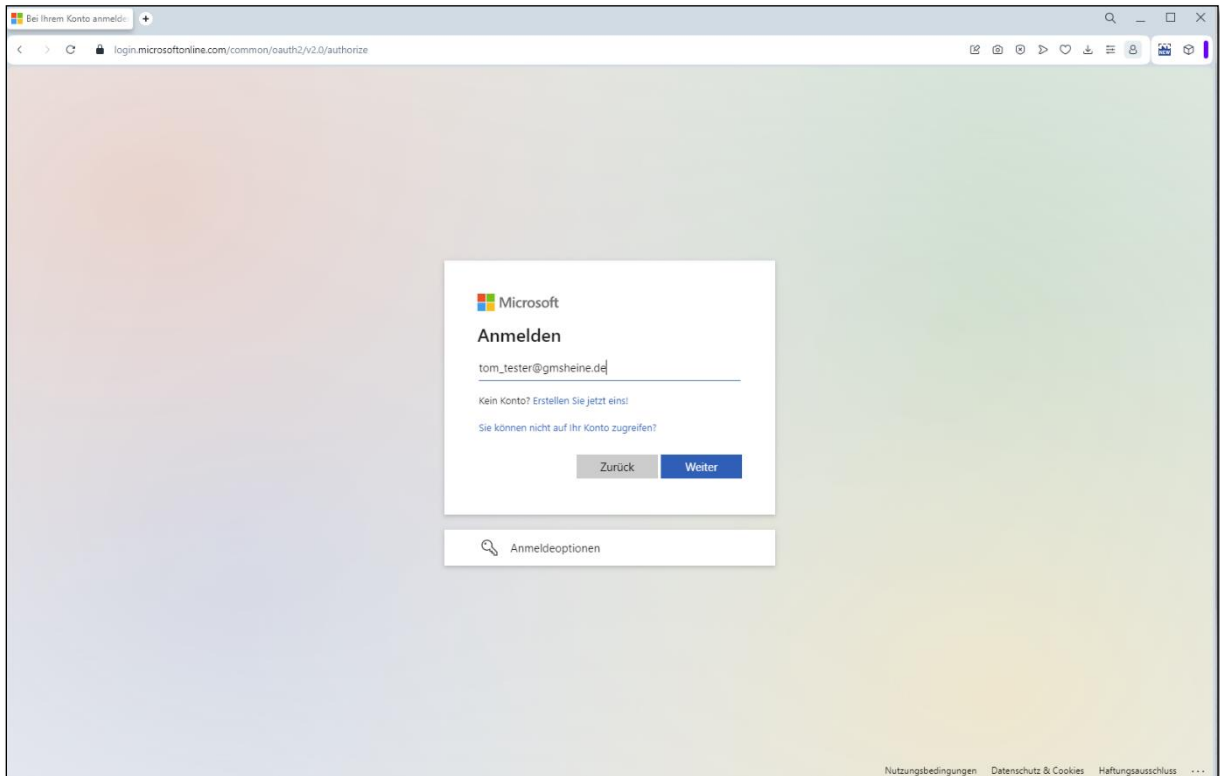 Bei Ihrem Konto anmelde
login.microsoftonline.com/common/oauth2/v2.0/authorize
NEW
Microsoft
Anmelden
tom_tester@gmsheine.de
Kein Konto? Erstellen Sie jetzt eins!
Sie können nicht auf Ihr Konto zugreifen?
Zurück Weiter
Anmeldeoptionen
Nutzungsbedingungen Datenschutz & Cookies Haftungsausschluss ...